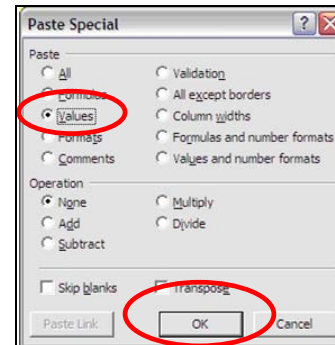 Paste Special
Paste
All
Validation
Formulas
All except borders
Values
Column widths
Formats
Formulas and number formats
Comments
Values and number formats
Operation
None
Multiply
Add
Divide
Subtract
Skip blanks
Transpose
Paste Link
OK
Cancel